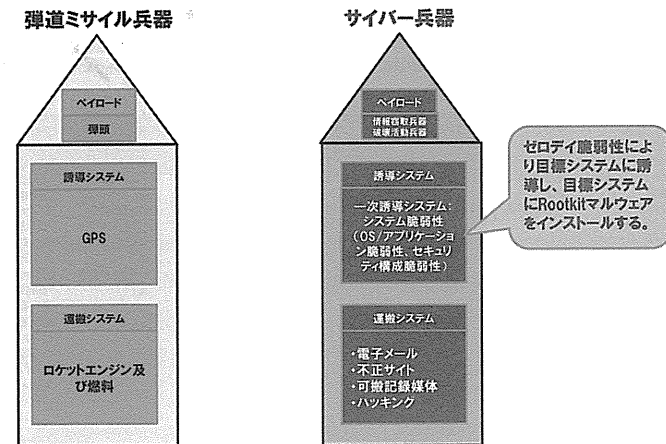 弾道ミサイル兵器
ペイロード
弾頭
誘導システム
GPS
運搬システム
ロケットエンジン及
び燃料
サイバー兵器
ペイロード
情報窃取兵器
破壊活動兵器
誘導システム
一次誘導システム:
システム脆弱性
(OS/アプリケーショ
ン脆弱性、セキュリ
ティ構成脆弱性)
運搬システム
・電子メール
・不正サイト
・可搬記録媒体
・ハッキング
ゼロデイ脆弱性によ
り目標システムに誘
導し、目標システム
にRootkitマルウェア
をインストールする。